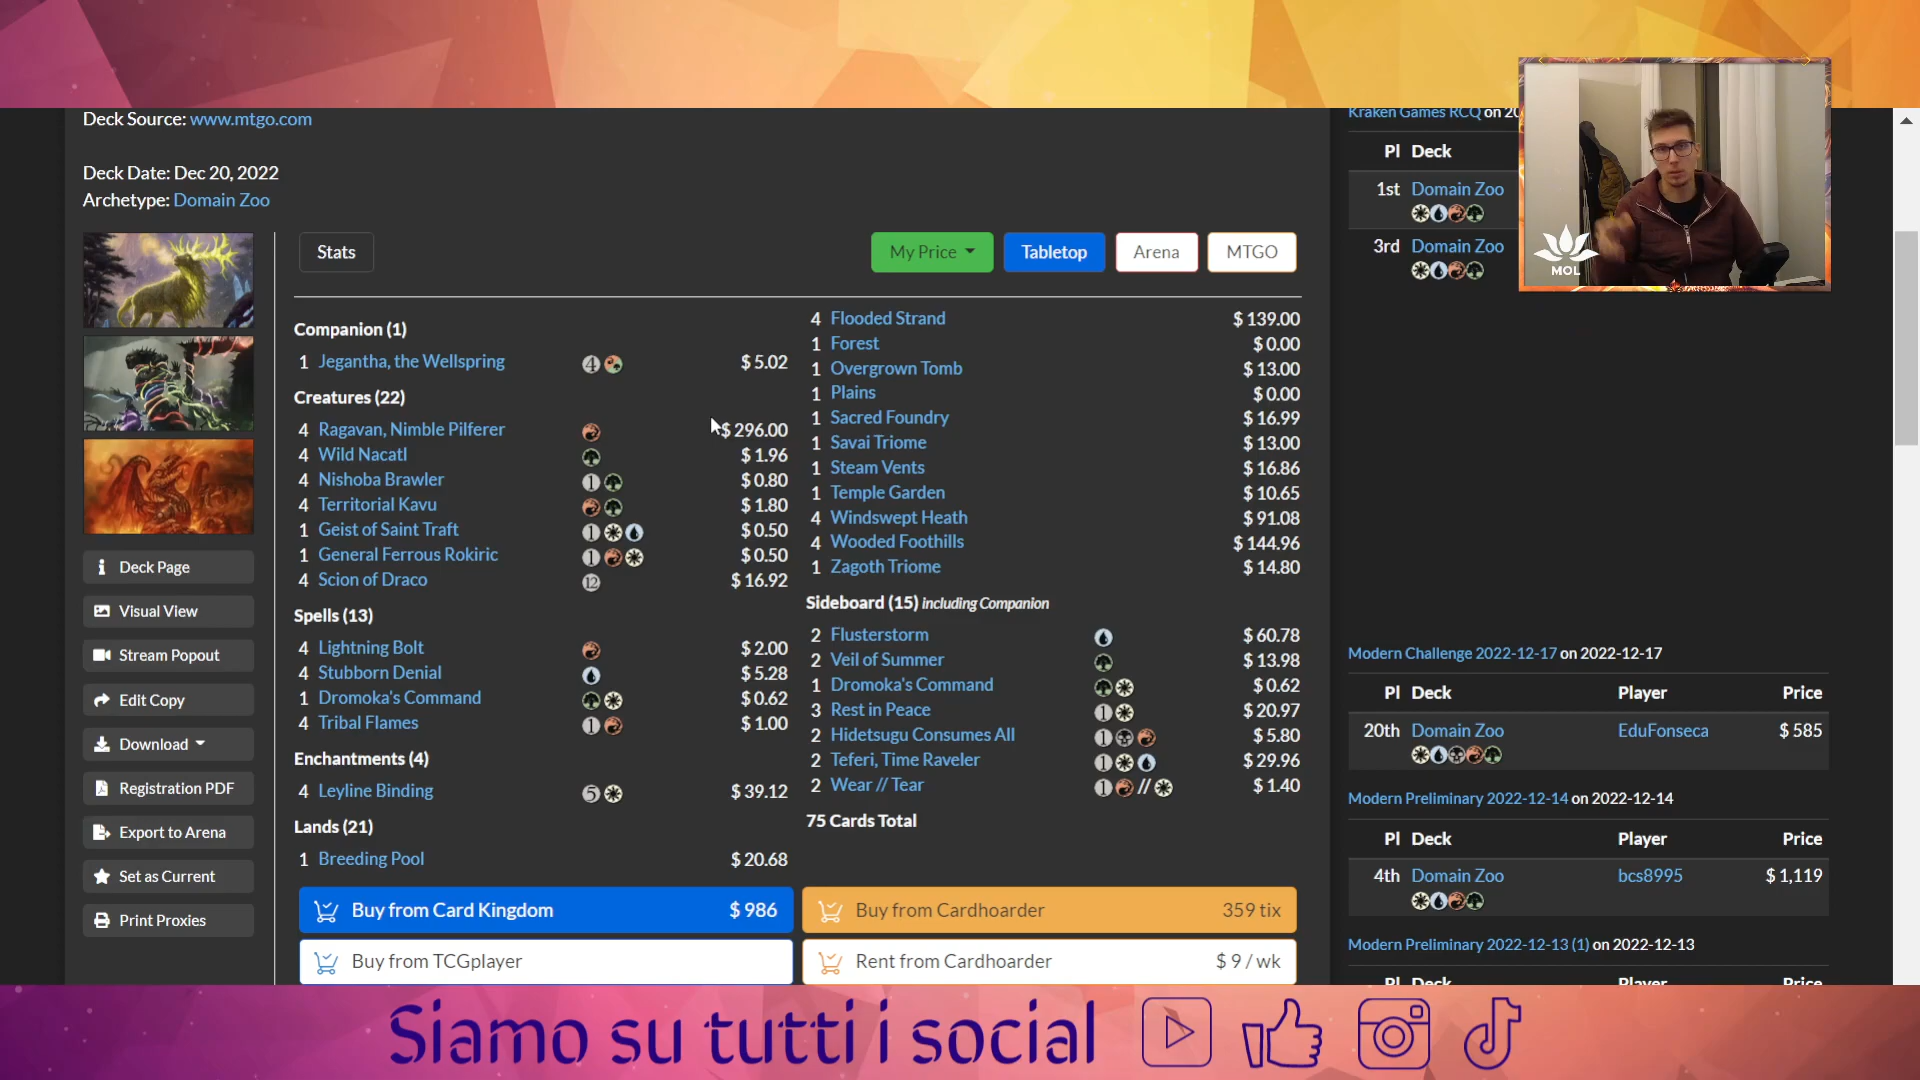 Deck Source: www.mtgo.com
Deck Date: Dec 20, 2022
Archetype: Domain Zoo
Stats
My Price
Tabletop
Arena
MTGO
Companion (1)
1 Jegantha, the Wellspring 4 $ 5.02
Creatures (22)
4 Ragavan, Nimble Pilferer $ 296.00
4 Wild Nacatl $ 1.96
4 Nishoba Brawler 1 $ 0.80
4 Territorial Kavu $ 1.80
1 Geist of Saint Traft 1 $ 0.50
1 General Ferrous Rokiric 1 $ 0.50
4 Scion of Draco 12 $ 16.92
Spells (13)
4 Lightning Bolt $ 2.00
4 Stubborn Denial $ 5.28
1 Dromoka's Command $ 0.62
4 Tribal Flames 1 $ 1.00
Enchantments (4)
4 Leyline Binding 5 $ 39.12
Lands (21)
1 Breeding Pool $ 20.68
4 Flooded Strand $ 139.00
1 Forest $ 0.00
1 Overgrown Tomb $ 13.00
1 Plains $ 0.00
1 Sacred Foundry $ 16.99
1 Savai Triome $ 13.00
1 Steam Vents $ 16.86
1 Temple Garden $ 10.65
4 Windswept Heath $ 91.08
4 Wooded Foothills $ 144.96
1 Zagoth Triome $ 14.80
Sideboard (15) including Companion
2 Flusterstorm $ 60.78
2 Veil of Summer $ 13.98
1 Dromoka's Command $ 0.62
3 Rest in Peace 1 $ 20.97
2 Hidetsugu Consumes All 1 $ 5.80
2 Teferi, Time Raveler 1 $ 29.96
2 Wear // Tear 1 // $ 1.40
75 Cards Total
Deck Page
Visual View
Stream Popout
Edit Copy
Download
Registration PDF
Export to Arena
Set as Current
Print Proxies
Buy from Card Kingdom $ 986
Buy from Cardhoarder 359 tix
Buy from TCGplayer
Rent from Cardhoarder $ 9 / wk
Kraken Games RCQ on 20
Pl Deck
1st Domain Zoo
3rd Domain Zoo
MOL
Modern Challenge 2022-12-17 on 2022-12-17
Pl Deck Player Price
20th Domain Zoo EduFonseca $ 585
Modern Preliminary 2022-12-14 on 2022-12-14
Pl Deck Player Price
4th Domain Zoo bcs8995 $ 1,119
Modern Preliminary 2022-12-13 (1) on 2022-12-13
Pl Deck Player Price
Siamo su tutti i social